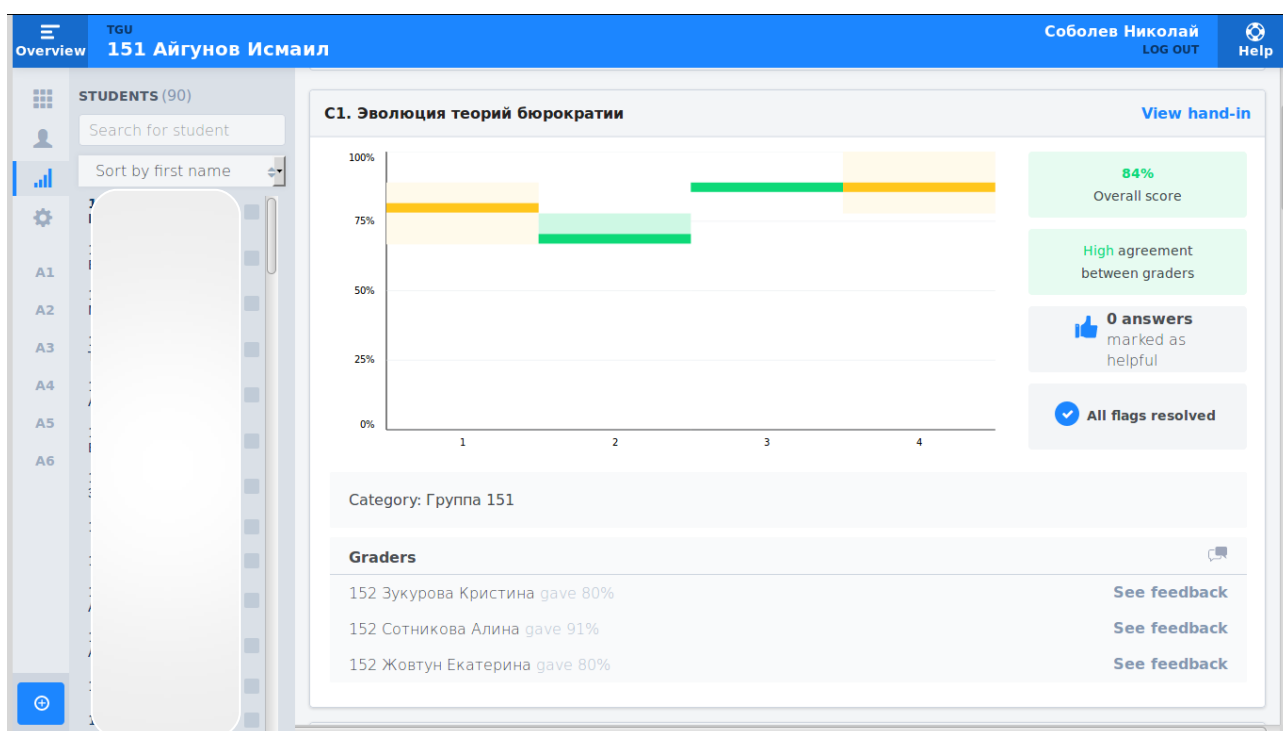 Overview
TGU
151 Айгунов Исмаил
Соболев Николай
LOG OUT
Help
STUDENTS (90)
Search for student
Sort by first name
A1
A2
A3
A4
A5
A6
С1. Эволюция теорий бюрократии
View hand-in
100%
75%
50%
25%
0%
1
2
3
4
84%
Overall score
High agreement
between graders
0 answers
marked as
helpful
All flags resolved
Category: Группа 151
Graders
152 Зукурова Кристина gave 80%
See feedback
152 Сотникова Алина gave 91%
See feedback
152 Жовтун Екатерина gave 80%
See feedback